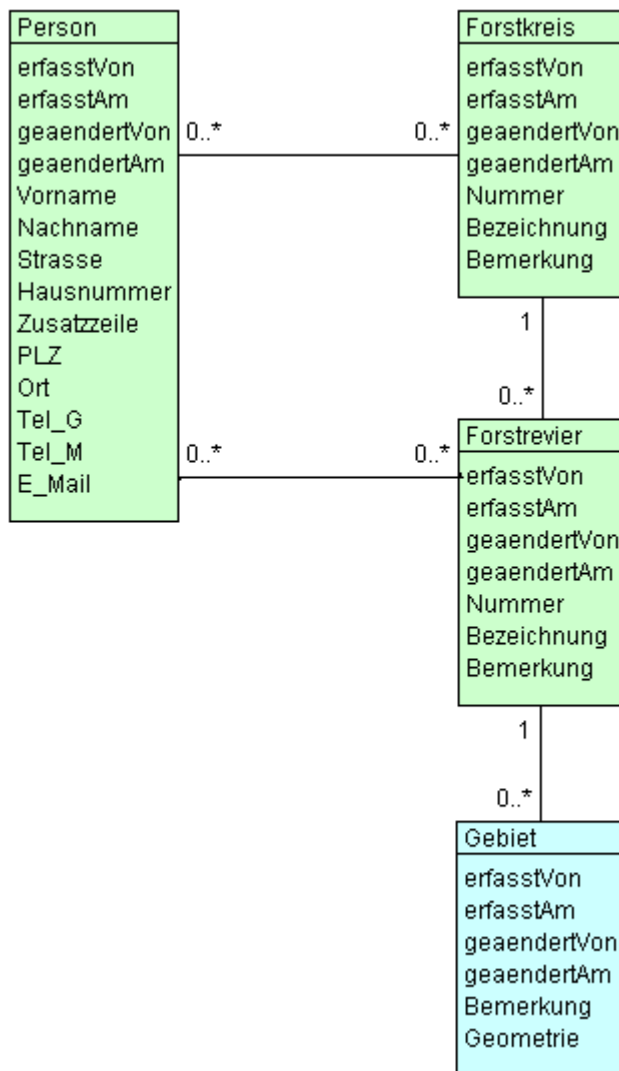 Person
erfasstVon
erfasstAm
geaendertVon
geaendertAm
Vorname
Nachname
Strasse
Hausnummer
Zusatzzeile
PLZ
Ort
Tel_G
Tel_M
E_Mail
0..*
0..*
Forstkreis
erfasstVon
erfasstAm
geaendertVon
geaendertAm
Nummer
Bezeichnung
Bemerkung
1
0..*
0..*
0..*
Forstrevier
erfasstVon
erfasstAm
geaendertVon
geaendertAm
Nummer
Bezeichnung
Bemerkung
1
0..*
Gebiet
erfasstVon
erfasstAm
geaendertVon
geaendertAm
Bemerkung
Geometrie